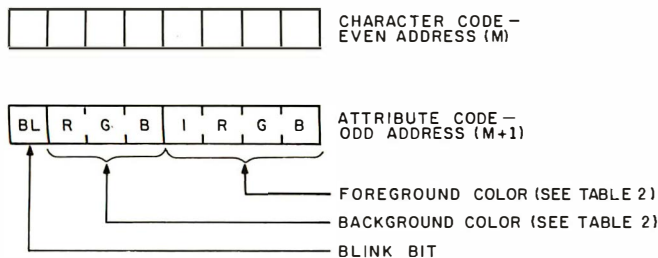 CHARACTER CODE—
EVEN ADDRESS (M)
BL R G B I R G B
ATTRIBUTE CODE—
ODD ADDRESS (M+1)
FOREGROUND COLOR (SEE TABLE 2)
BACKGROUND COLOR (SEE TABLE 2)
BLINK BIT